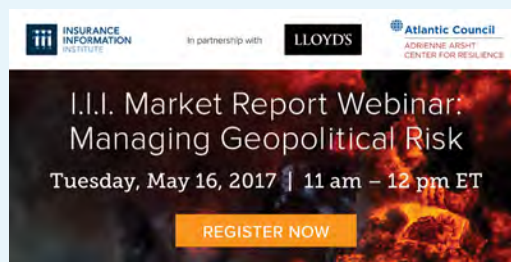 INSURANCE
INFORMATION
INSTITUTE
In partnership with
LLOYD'S
Atlantic Council
ADRIENNE ARSHT
CENTER FOR RESILIENCE
I.I.I. Market Report Webinar:
Managing Geopolitical Risk
Tuesday, May 16, 2017 | 11 am – 12 pm ET
REGISTER NOW